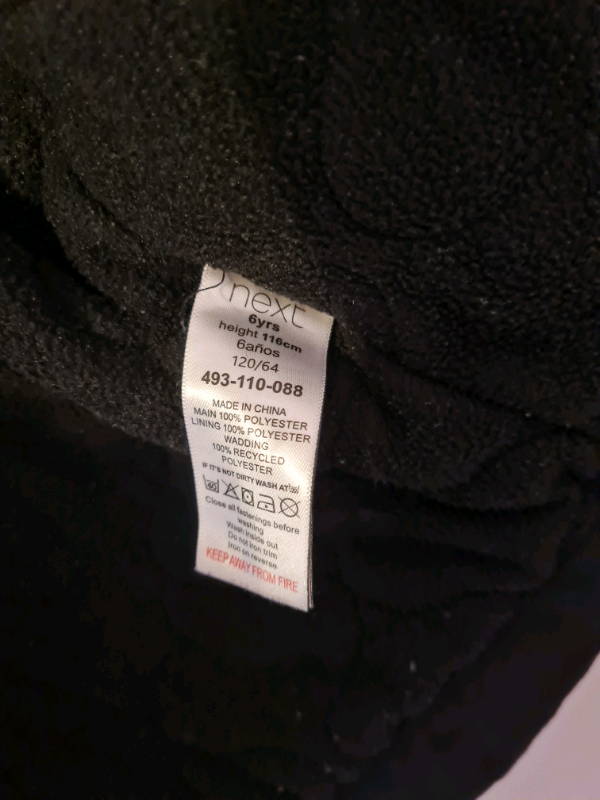 next
6yrs
height 116cm
6años
120/64
493-110-088
MADE IN CHINA
MAIN 100% POLYESTER
LINING 100% POLYESTER
WADDING
100% RECYCLED
POLYESTER
IF IT'S NOT DIRTY WASH AT 30
40
Close all fastenings before
washing
Wash inside out
Do not iron trim
Iron on reverse
KEEP AWAY FROM FIRE